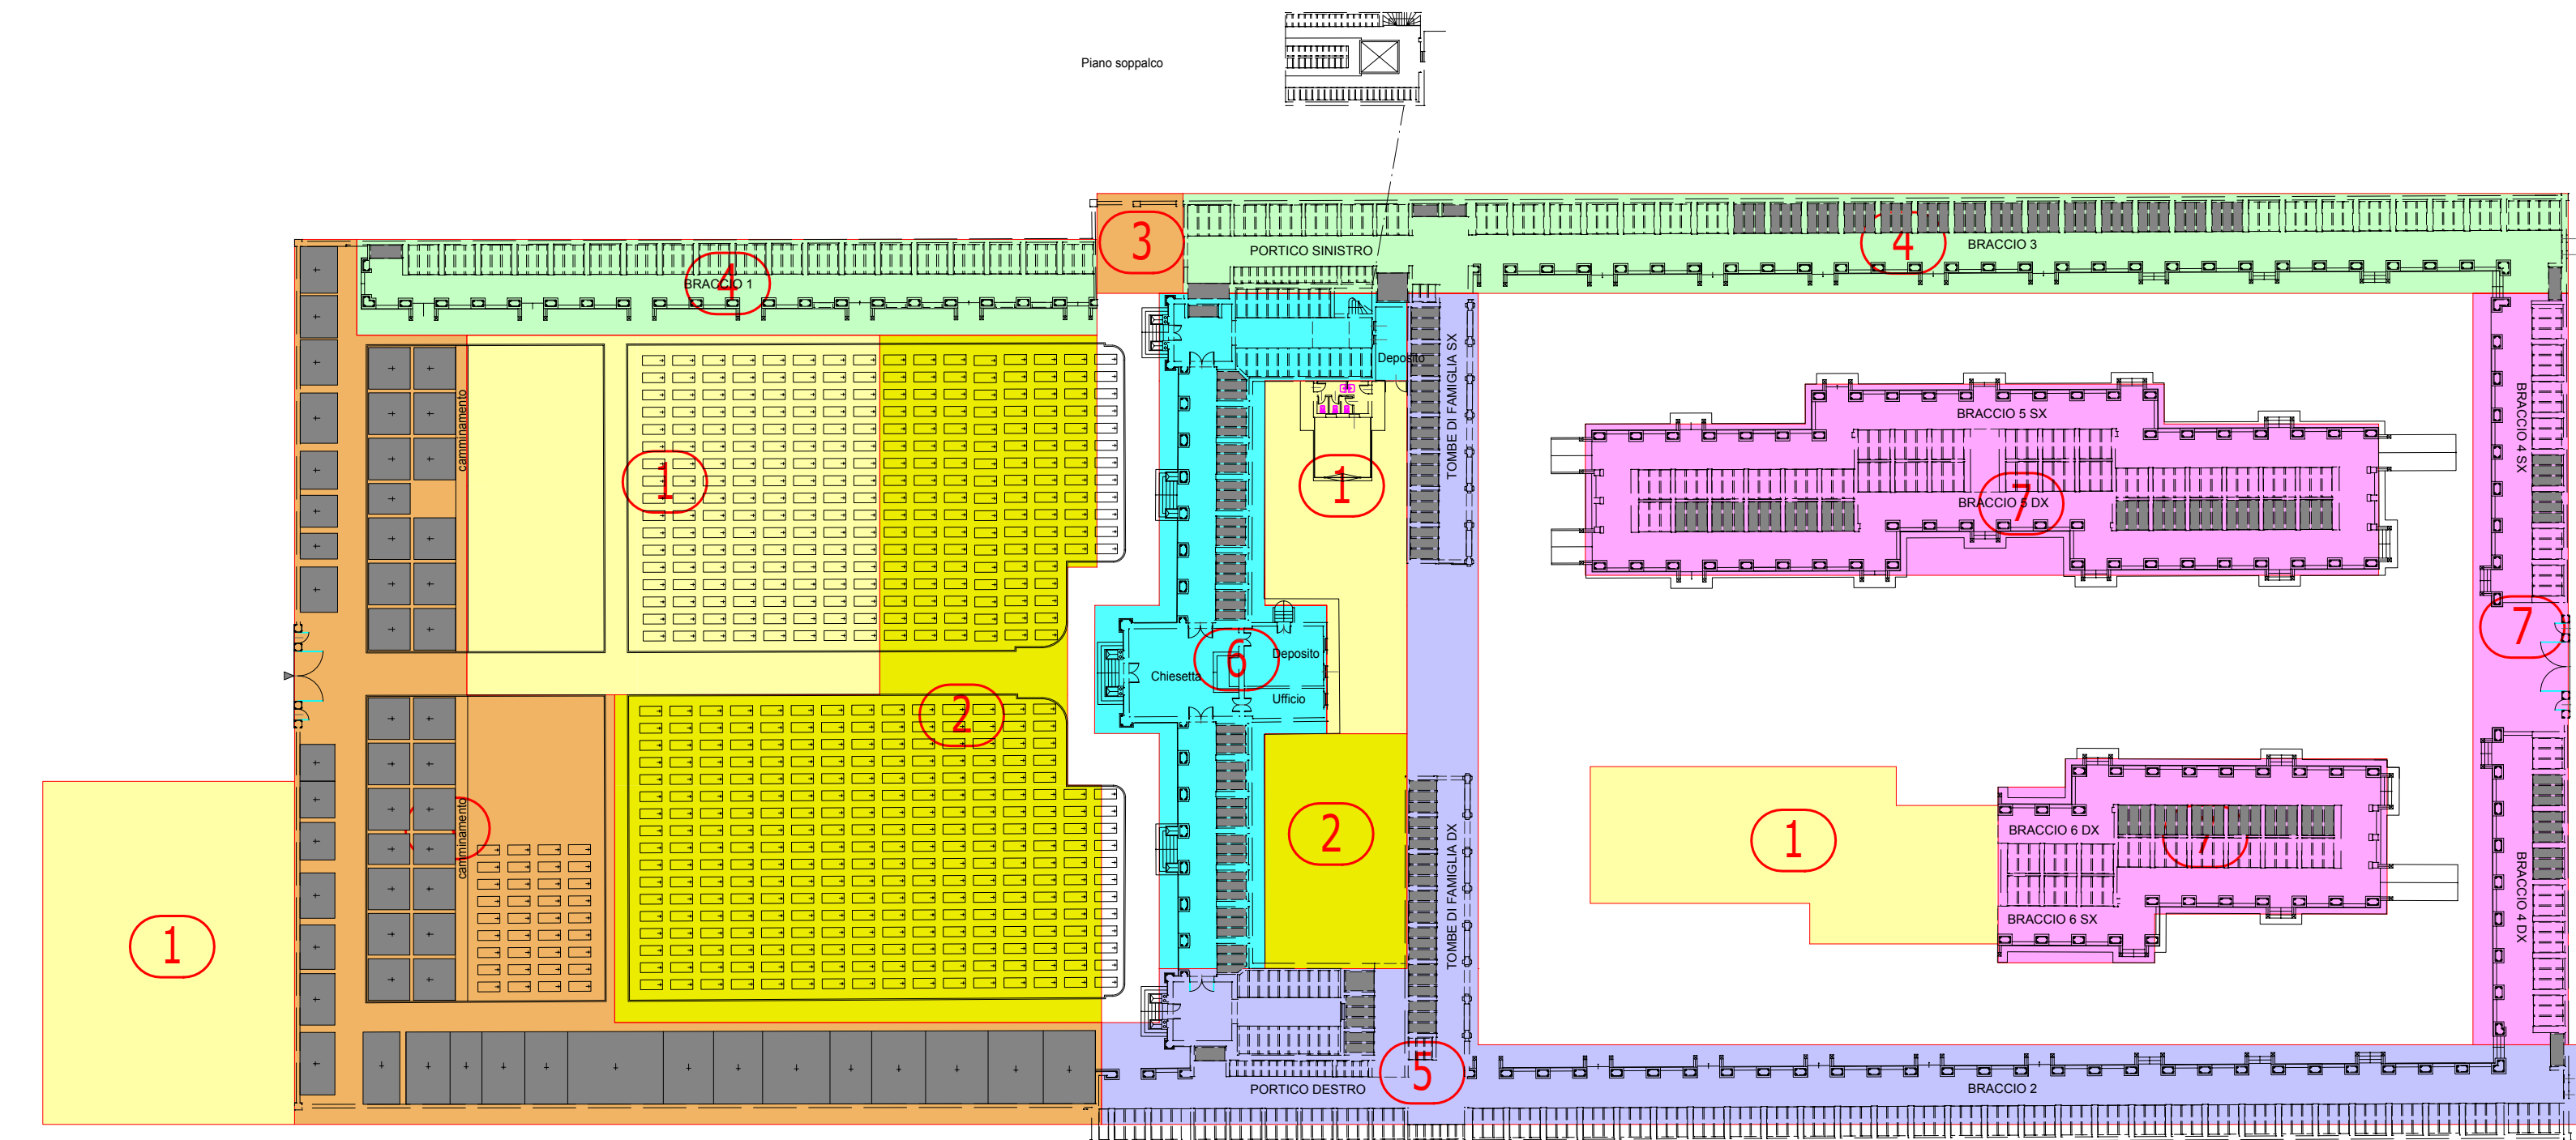 Piano soppalco
3
PORTICO SINISTRO
4
BRACCIO 3
4
BRACCIO 1
Deposito
TOMBE DI FAMIGLIA SX
camminamento
1
1
BRACCIO 5 SX
BRACCIO 5 DX
7
BRACCIO 4 SX
7
6
Deposito
Chiesetta
Ufficio
2
camminamento
2
TOMBE DI FAMIGLIA DX
1
BRACCIO 6 DX
7
BRACCIO 6 SX
BRACCIO 4 DX
1
5
PORTICO DESTRO
BRACCIO 2